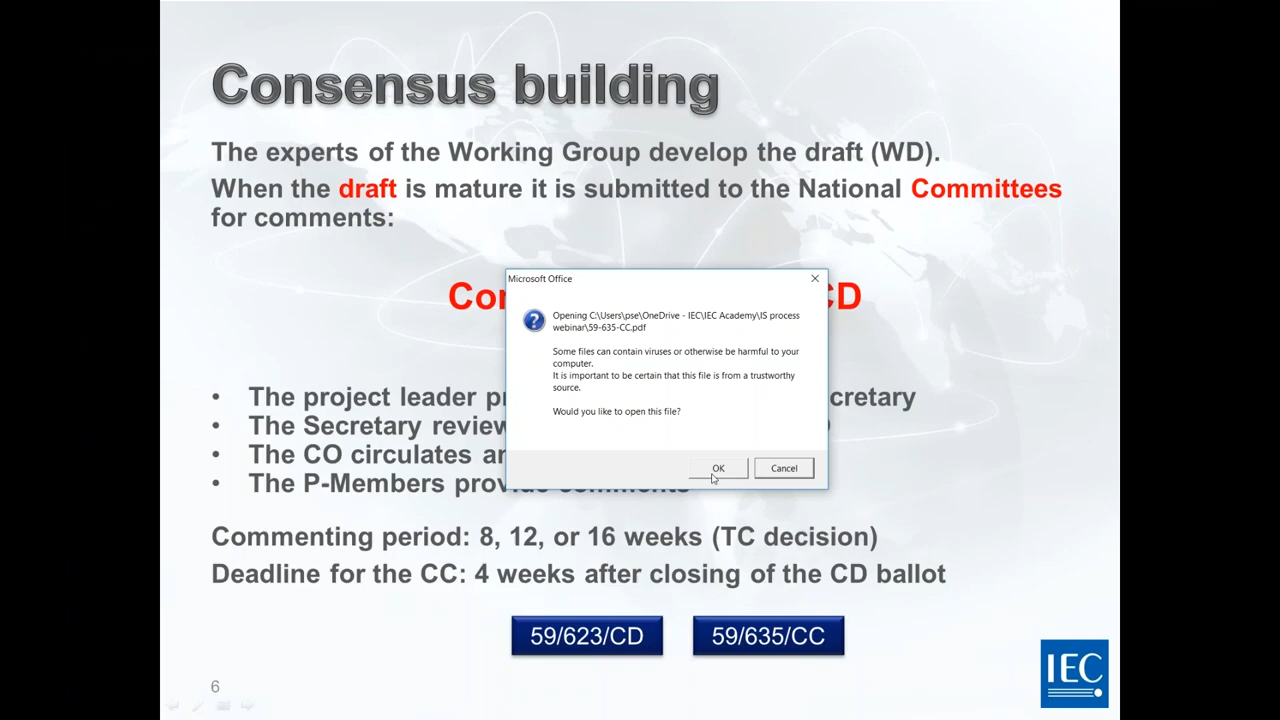 Consensus building
The experts of the Working Group develop the draft (WD).
When the draft is mature it is submitted to the National Committees
for comments:
CD
Microsoft Office
Opening C:\Users\pse\OneDrive - IEC\IEC Academy\IS process
webinar\59-635-CC.pdf
Some files can contain viruses or otherwise be harmful to your
computer.
It is important to be certain that this file is from a trustworthy
source.
Would you like to open this file?
OK Cancel
• The project leader
• The Secretary
• The CO circulates
• The P-Members provide comments
Commenting period: 8, 12, or 16 weeks (TC decision)
Deadline for the CC: 4 weeks after closing of the CD ballot
59/623/CD 59/635/CC
6
IEC